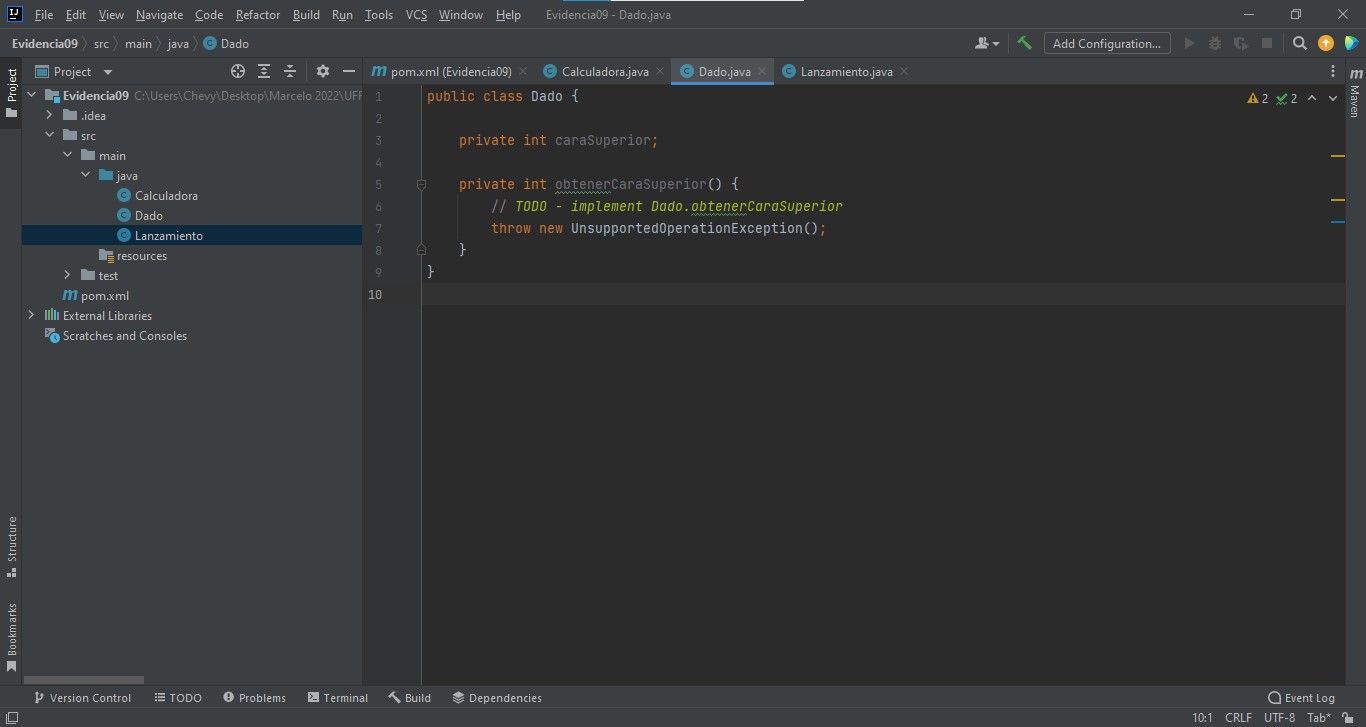 IJ File Edit View Navigate Code Refactor Build Run Tools VCS Window Help Evidencia09 - Dado.java
Evidencia09 src main java Dado Add Configuration...
Project
Project
pom.xml (Evidencia09) Calculadora.java Dado.java Lanzamiento.java
Maven
Evidencia09 C:\Users\Chevy\Desktop\Marcelo 2022\UFR
.idea
src
main
java
Calculadora
Dado
Lanzamiento
resources
test
pom.xml
External Libraries
Scratches and Consoles
1 public class Dado {
2
3 private int caraSuperior;
4
5 private int obtenerCaraSuperior() {
6 // TODO - implement Dado.obtenerCaraSuperior
7 throw new UnsupportedOperationException();
8 }
9 }
10
2 2
Structure
Bookmarks
Version Control TODO Problems Terminal Build Dependencies Event Log
10:1 CRLF UTF-8 Tab*